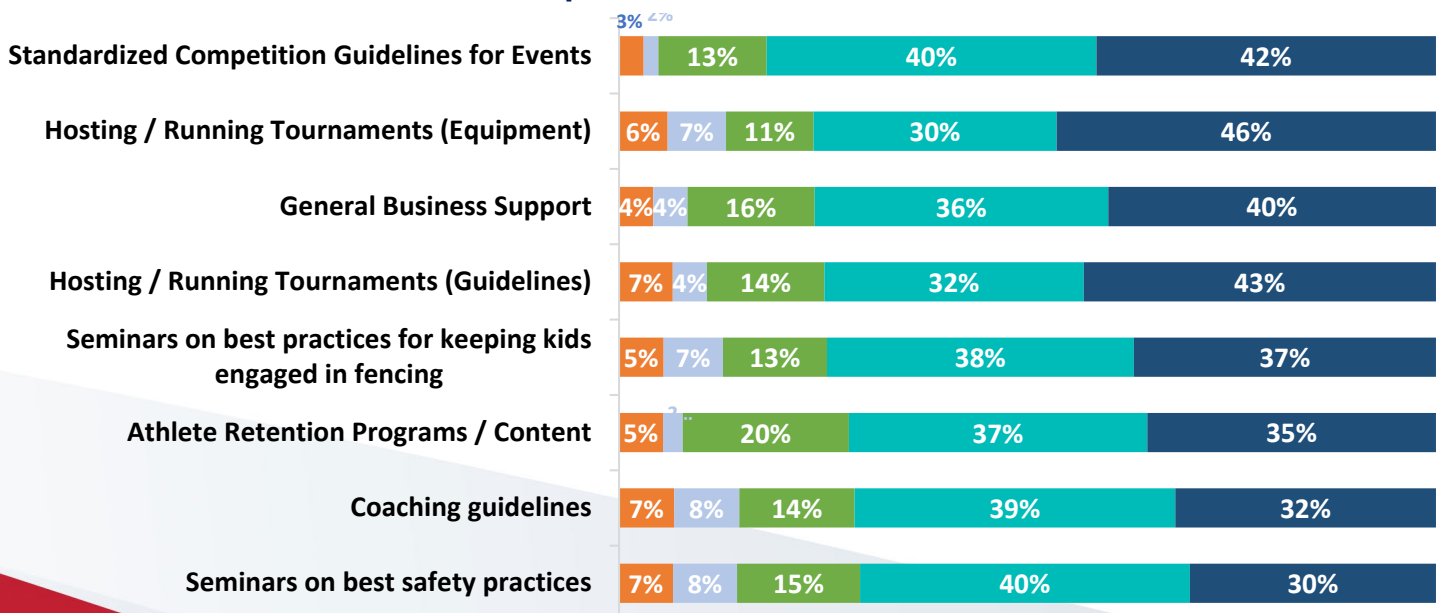 3% 2%
Standardized Competition Guidelines for Events 13% 40% 42%
Hosting / Running Tournaments (Equipment) 6% 7% 11% 30% 46%
General Business Support 4% 4% 16% 36% 40%
Hosting / Running Tournaments (Guidelines) 7% 4% 14% 32% 43%
Seminars on best practices for keeping kids
engaged in fencing 5% 7% 13% 38% 37%
Athlete Retention Programs / Content 5% 2... 20% 37% 35%
Coaching guidelines 7% 8% 14% 39% 32%
Seminars on best safety practices 7% 8% 15% 40% 30%